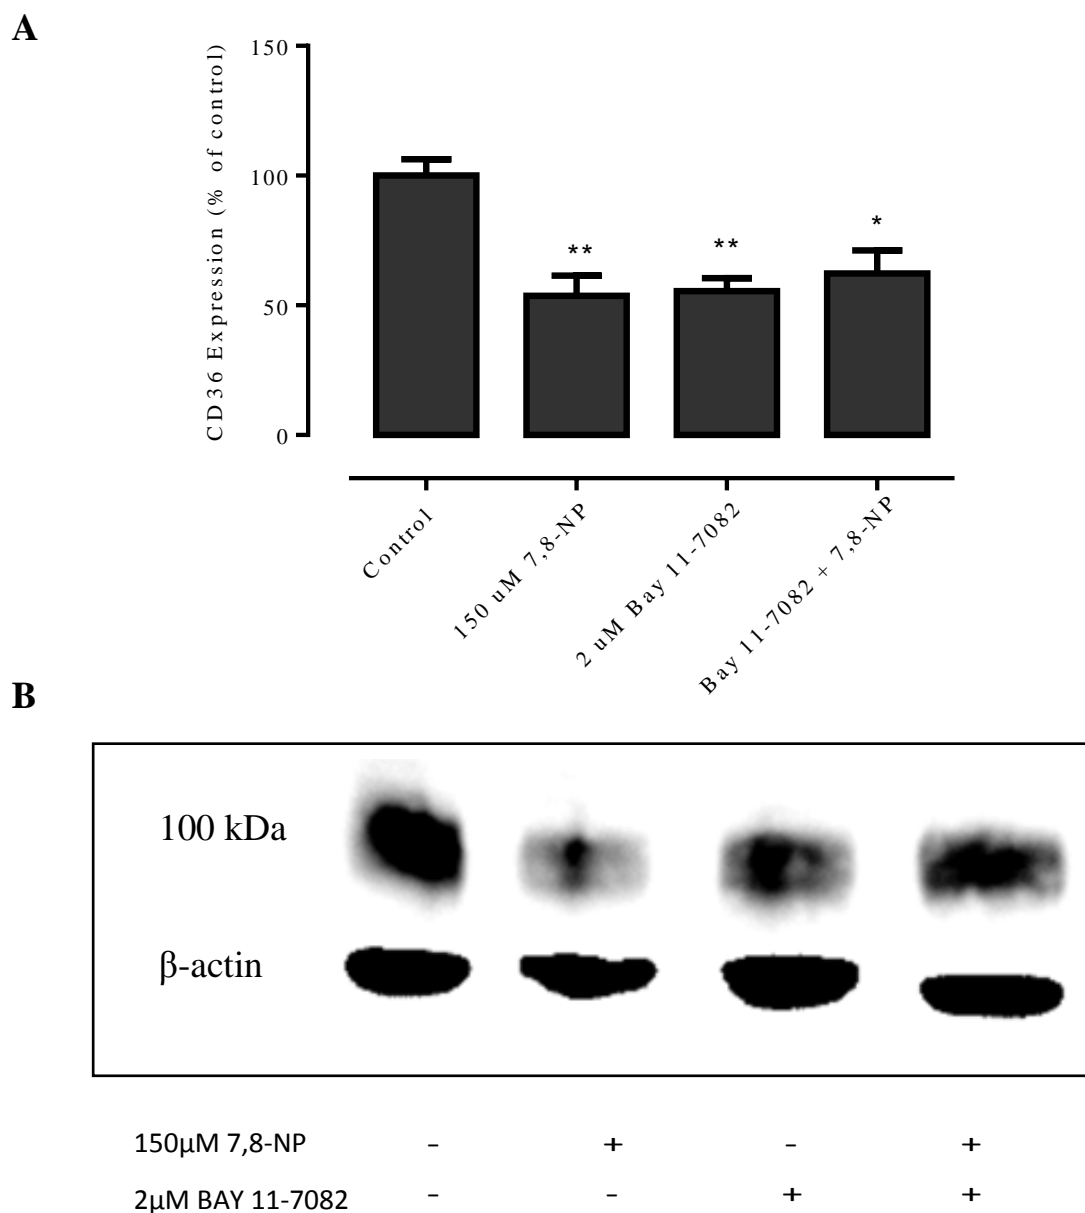 A
CD36 Expression (% of control)
150
100
50
0
**
**
*
Control
150 uM 7,8-NP
2 uM Bay 11-7082
Bay 11-7082 + 7,8-NP
B
100 kDa
β-actin
150µM 7,8-NP - + - +
2µM BAY 11-7082 - - + +